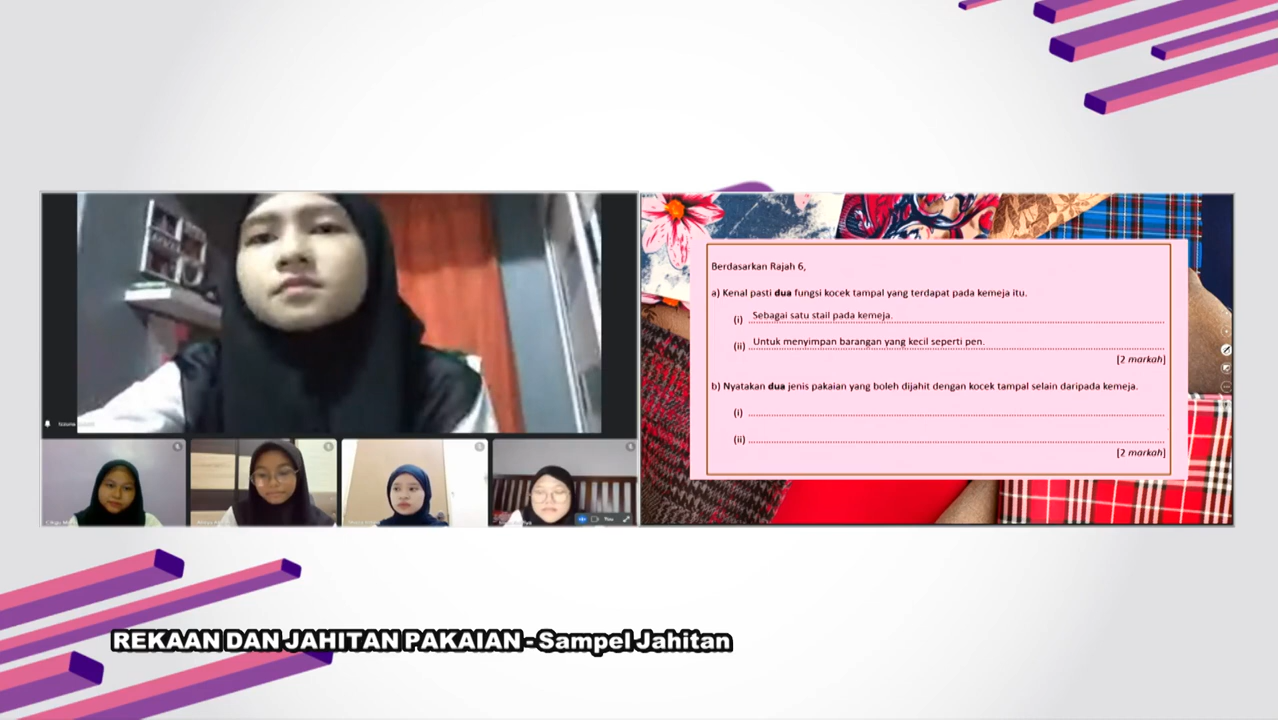 Berdasarkan Rajah 6,
a) Kenal pasti dua fungsi kocek tampal yang terdapat pada kemeja itu.
(i) Sebagai satu stail pada kemeja.
(ii) Untuk menyimpan barangan yang kecil seperti pen.
[2 markah]
b) Nyatakan dua jenis pakaian yang boleh dijahit dengan kocek tampal selain daripada kemeja.
(i)
(ii)
[2 markah]
You
REKAAN DAN JAHITAN PAKAIAN - Sampel Jahitan